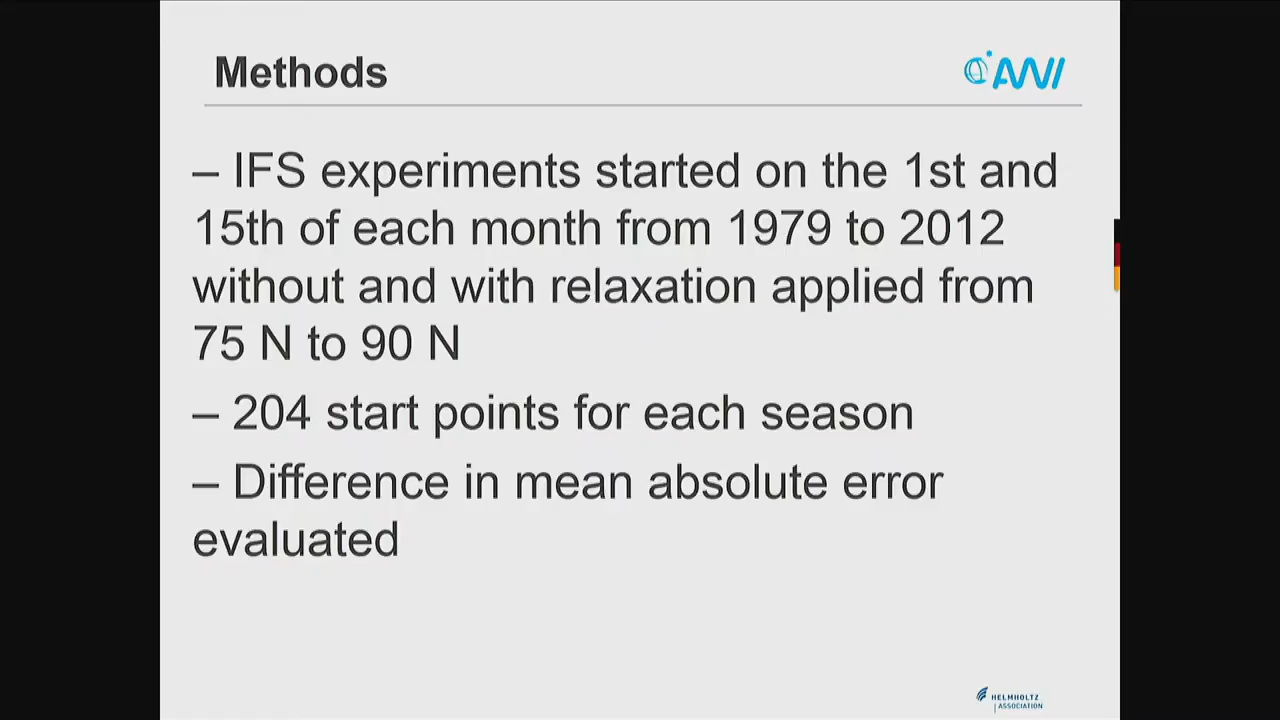 Methods
AWI
– IFS experiments started on the 1st and
15th of each month from 1979 to 2012
without and with relaxation applied from
75 N to 90 N
– 204 start points for each season
– Difference in mean absolute error
evaluated
HELMHOLTZ
ASSOCIATION